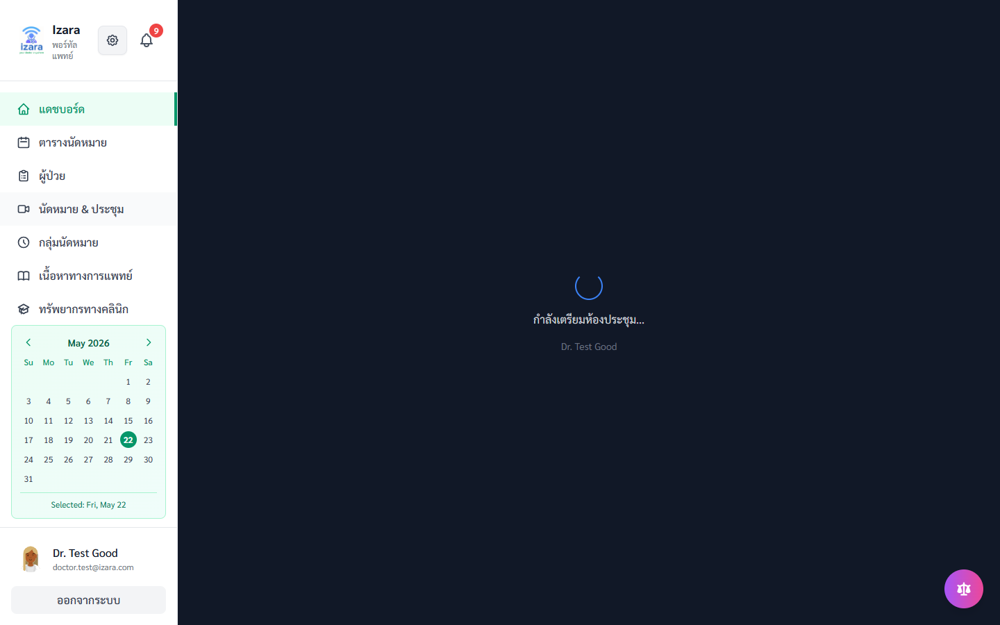 izara
Izara
พอร์ทัล
แพทย์
9
แดชบอร์ด
ตารางนัดหมาย
ผู้ป่วย
นัดหมาย & ประชุม
กลุ่มนัดหมาย
เนื้อหาทางการแพทย์
ทรัพยากรทางคลินิก
May 2026
Su Mo Tu We Th Fr Sa
1 2
3 4 5 6 7 8 9
10 11 12 13 14 15 16
17 18 19 20 21 22 23
24 25 26 27 28 29 30
31
Selected: Fri, May 22
Dr. Test Good
doctor.test@izara.com
ออกจากระบบ
กำลังเตรียมห้องประชุม...
Dr. Test Good